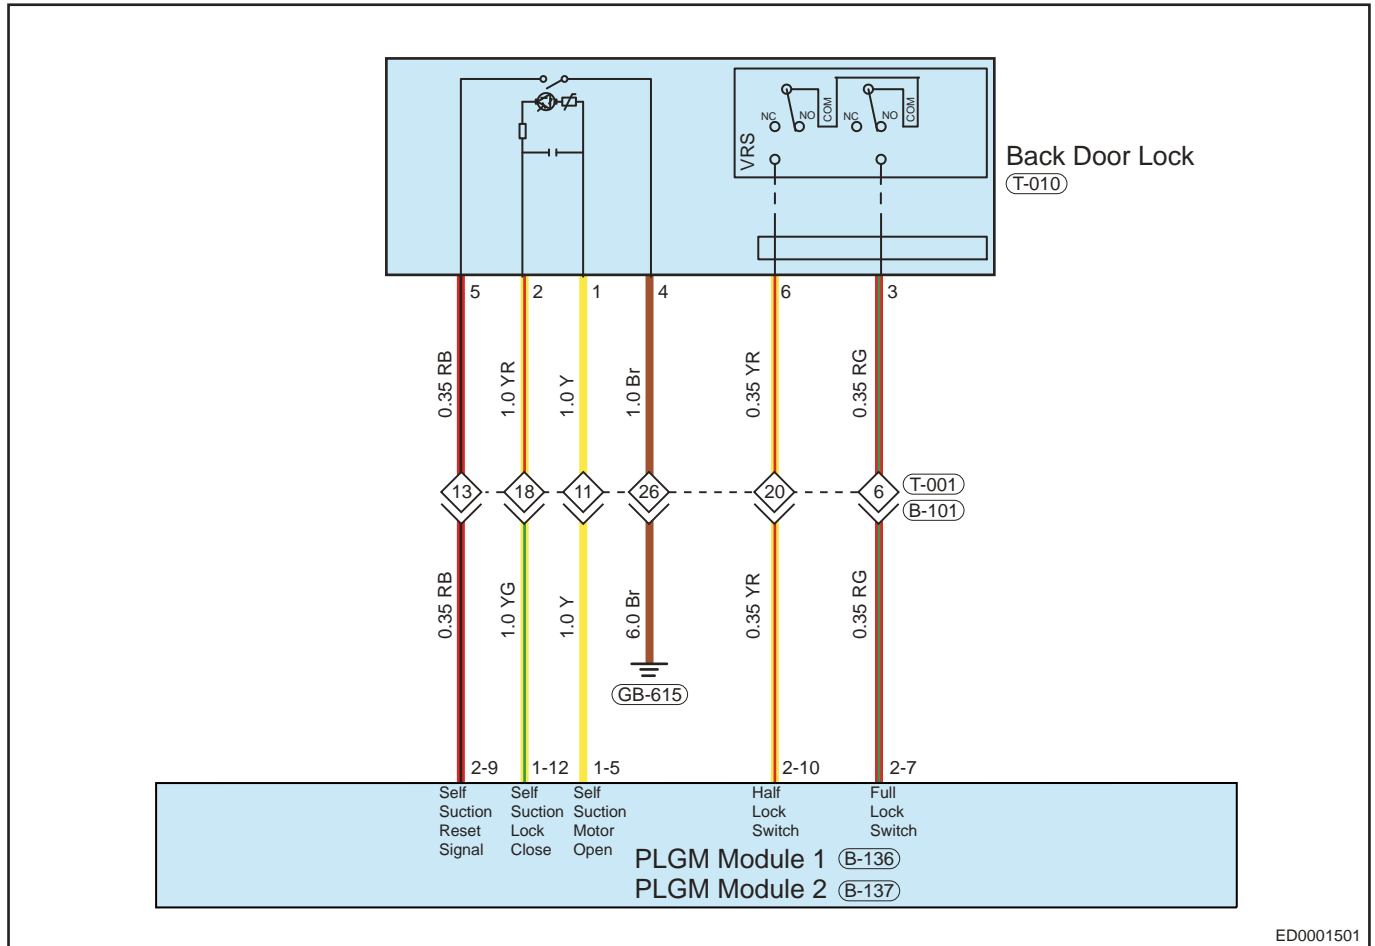 NC
NO
COM
NC
NO
COM
VRS
Back Door Lock
T-010
5
2
1
4
6
3
0.35 RB
1.0 YR
1.0 Y
1.0 Br
0.35 YR
0.35 RG
13
18
11
26
20
6
T-001
B-101
0.35 RB
1.0 YG
1.0 Y
6.0 Br
0.35 YR
0.35 RG
GB-615
2-9
1-12
1-5
2-10
2-7
Self
Suction
Reset
Signal
Self
Suction
Lock
Close
Self
Suction
Motor
Open
Half
Lock
Switch
Full
Lock
Switch
PLGM Module 1
B-136
PLGM Module 2
B-137
ED0001501